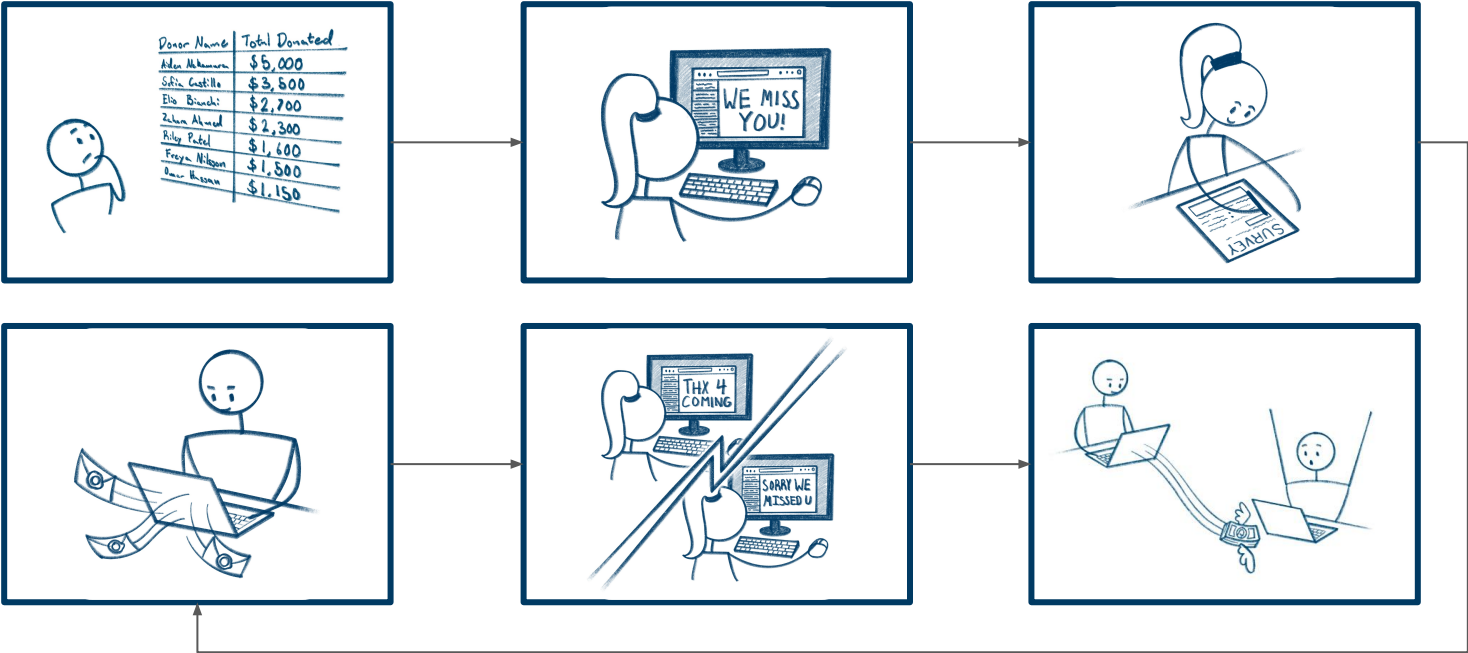 Donor Name Total Donated
Aiden Nakamura $5,000
Sofia Castillo $3,500
Elio Bianchi $2,700
Zahara Ahmed $2,300
Riley Patel $1,600
Freya Nilsson $1,500
Omar Hassan $1,150
WE MISS
YOU!
SURVEY
THX 4
COMING
SORRY WE
MISSED U